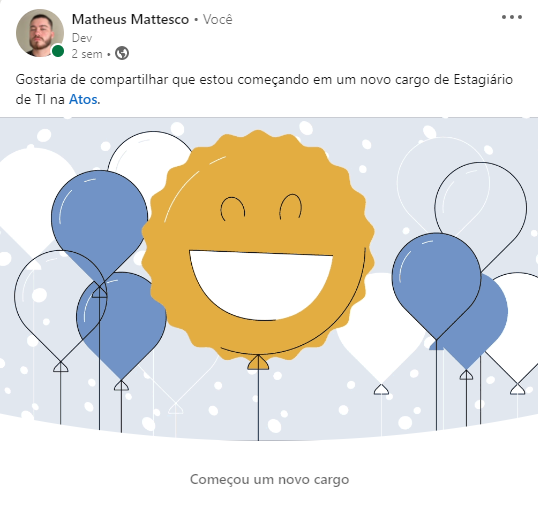 Matheus Mattesco • Você
Dev
2 sem •
Gostaria de compartilhar que estou começando em um novo cargo de Estagiário
de TI na Atos.
Começou um novo cargo